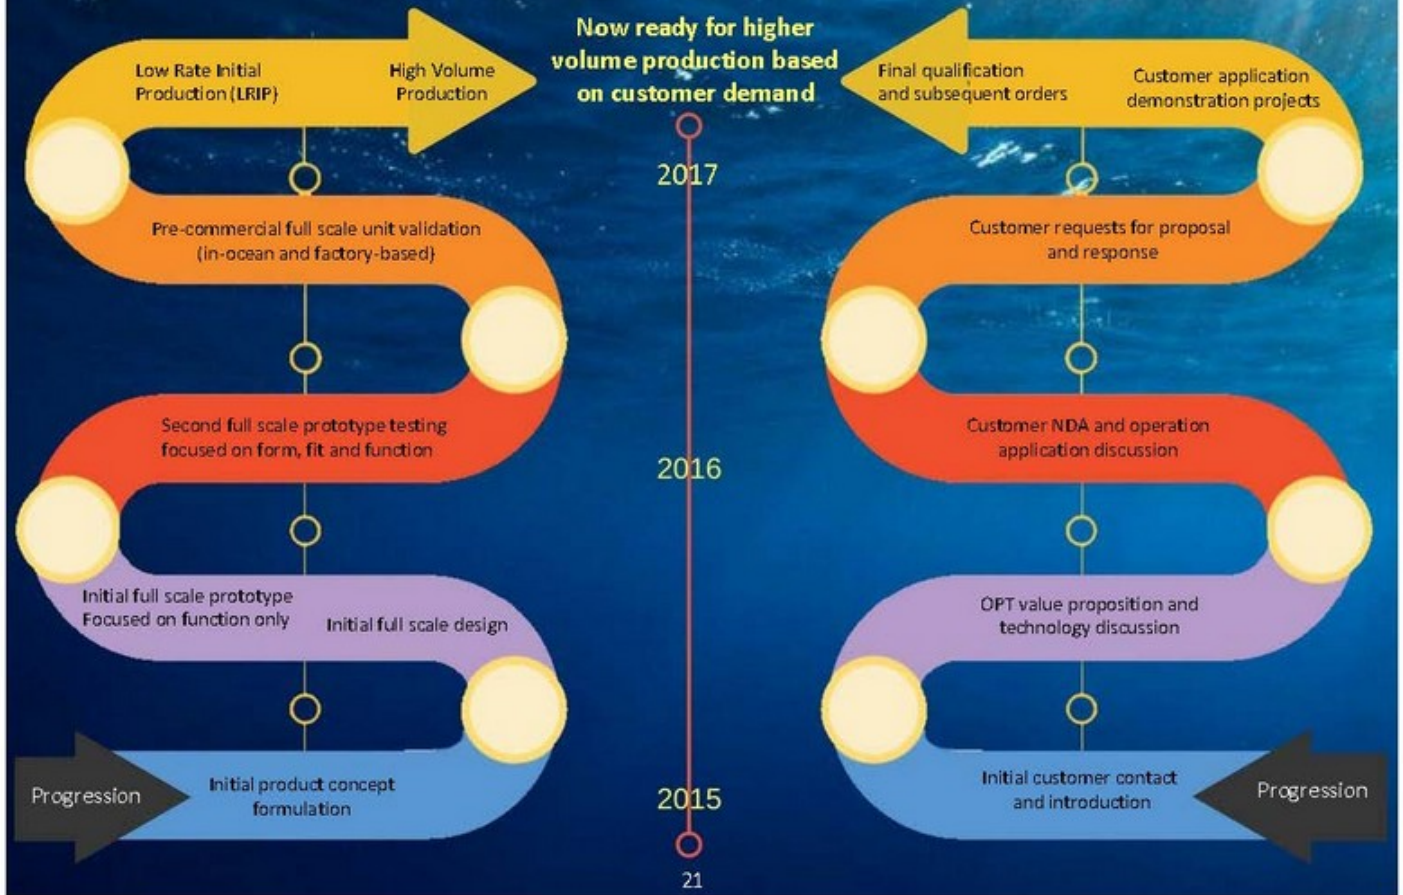 Now ready for higher
volume production based
on customer demand
Low Rate Initial
Production (LRIP)
High Volume
Production
Final qualification
and subsequent orders
Customer application
demonstration projects
2017
Pre-commercial full scale unit validation
(in-ocean and factory-based)
Customer requests for proposal
and response
Second full scale prototype testing
focused on form, fit and function
Customer NDA and operation
application discussion
2016
Initial full scale prototype
Focused on function only
Initial full scale design
OPT value proposition and
technology discussion
Progression
Initial product concept
formulation
2015
Initial customer contact
and introduction
Progression
21